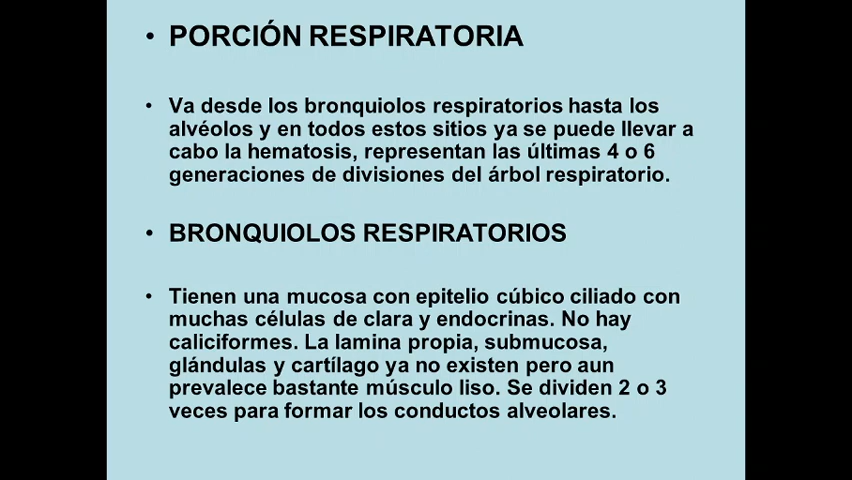 • PORCIÓN RESPIRATORIA
• Va desde los bronquiolos respiratorios hasta los
alvéolos y en todos estos sitios ya se puede llevar a
cabo la hematosis, representan las últimas 4 o 6
generaciones de divisiones del árbol respiratorio.
• BRONQUIOLOS RESPIRATORIOS
• Tienen una mucosa con epitelio cúbico ciliado con
muchas células de clara y endocrinas. No hay
caliciformes. La lamina propia, submucosa,
glándulas y cartílago ya no existen pero aun
prevalece bastante músculo liso. Se dividen 2 o 3
veces para formar los conductos alveolares.